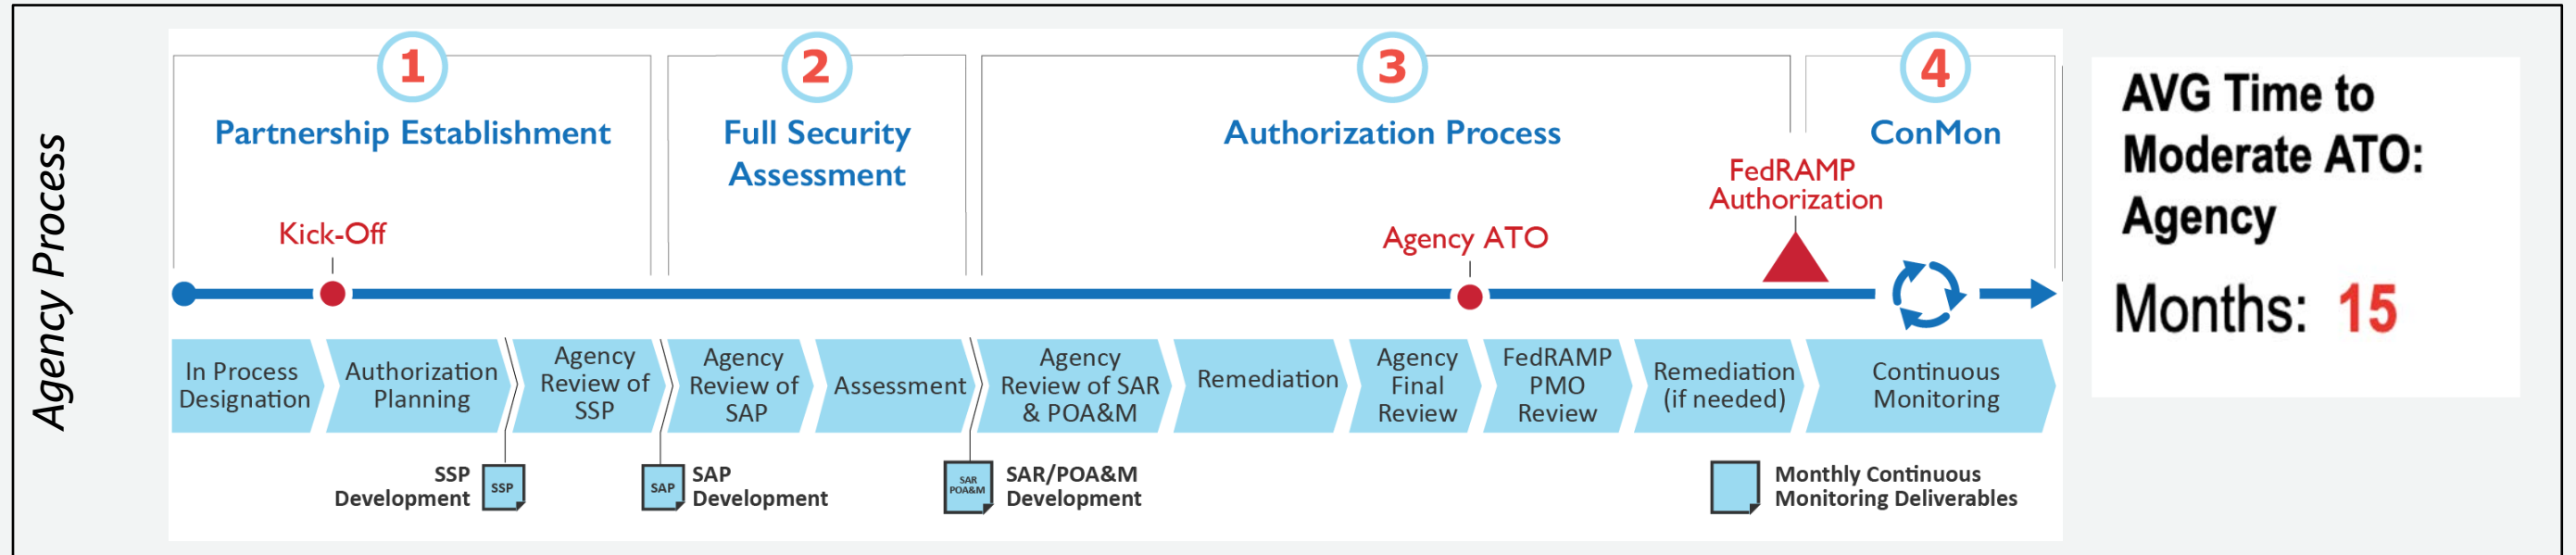 Agency Process
1
Partnership Establishment
2
Full Security
Assessment
3
Authorization Process
4
ConMon
Kick-Off
Agency ATO
FedRAMP
Authorization
In Process
Designation
Authorization
Planning
Agency
Review of
SSP
Agency
Review of
SAP
Assessment
Agency
Review of SAR
& POA&M
Remediation
Agency
Final
Review
FedRAMP
PMO
Review
Remediation
(if needed)
Continuous
Monitoring
SSP
Development
SSP
SAP
SAP
Development
SAR
POA&M
SAR/POA&M
Development
Monthly Continuous
Monitoring Deliverables
AVG Time to
Moderate ATO:
Agency
Months: 15